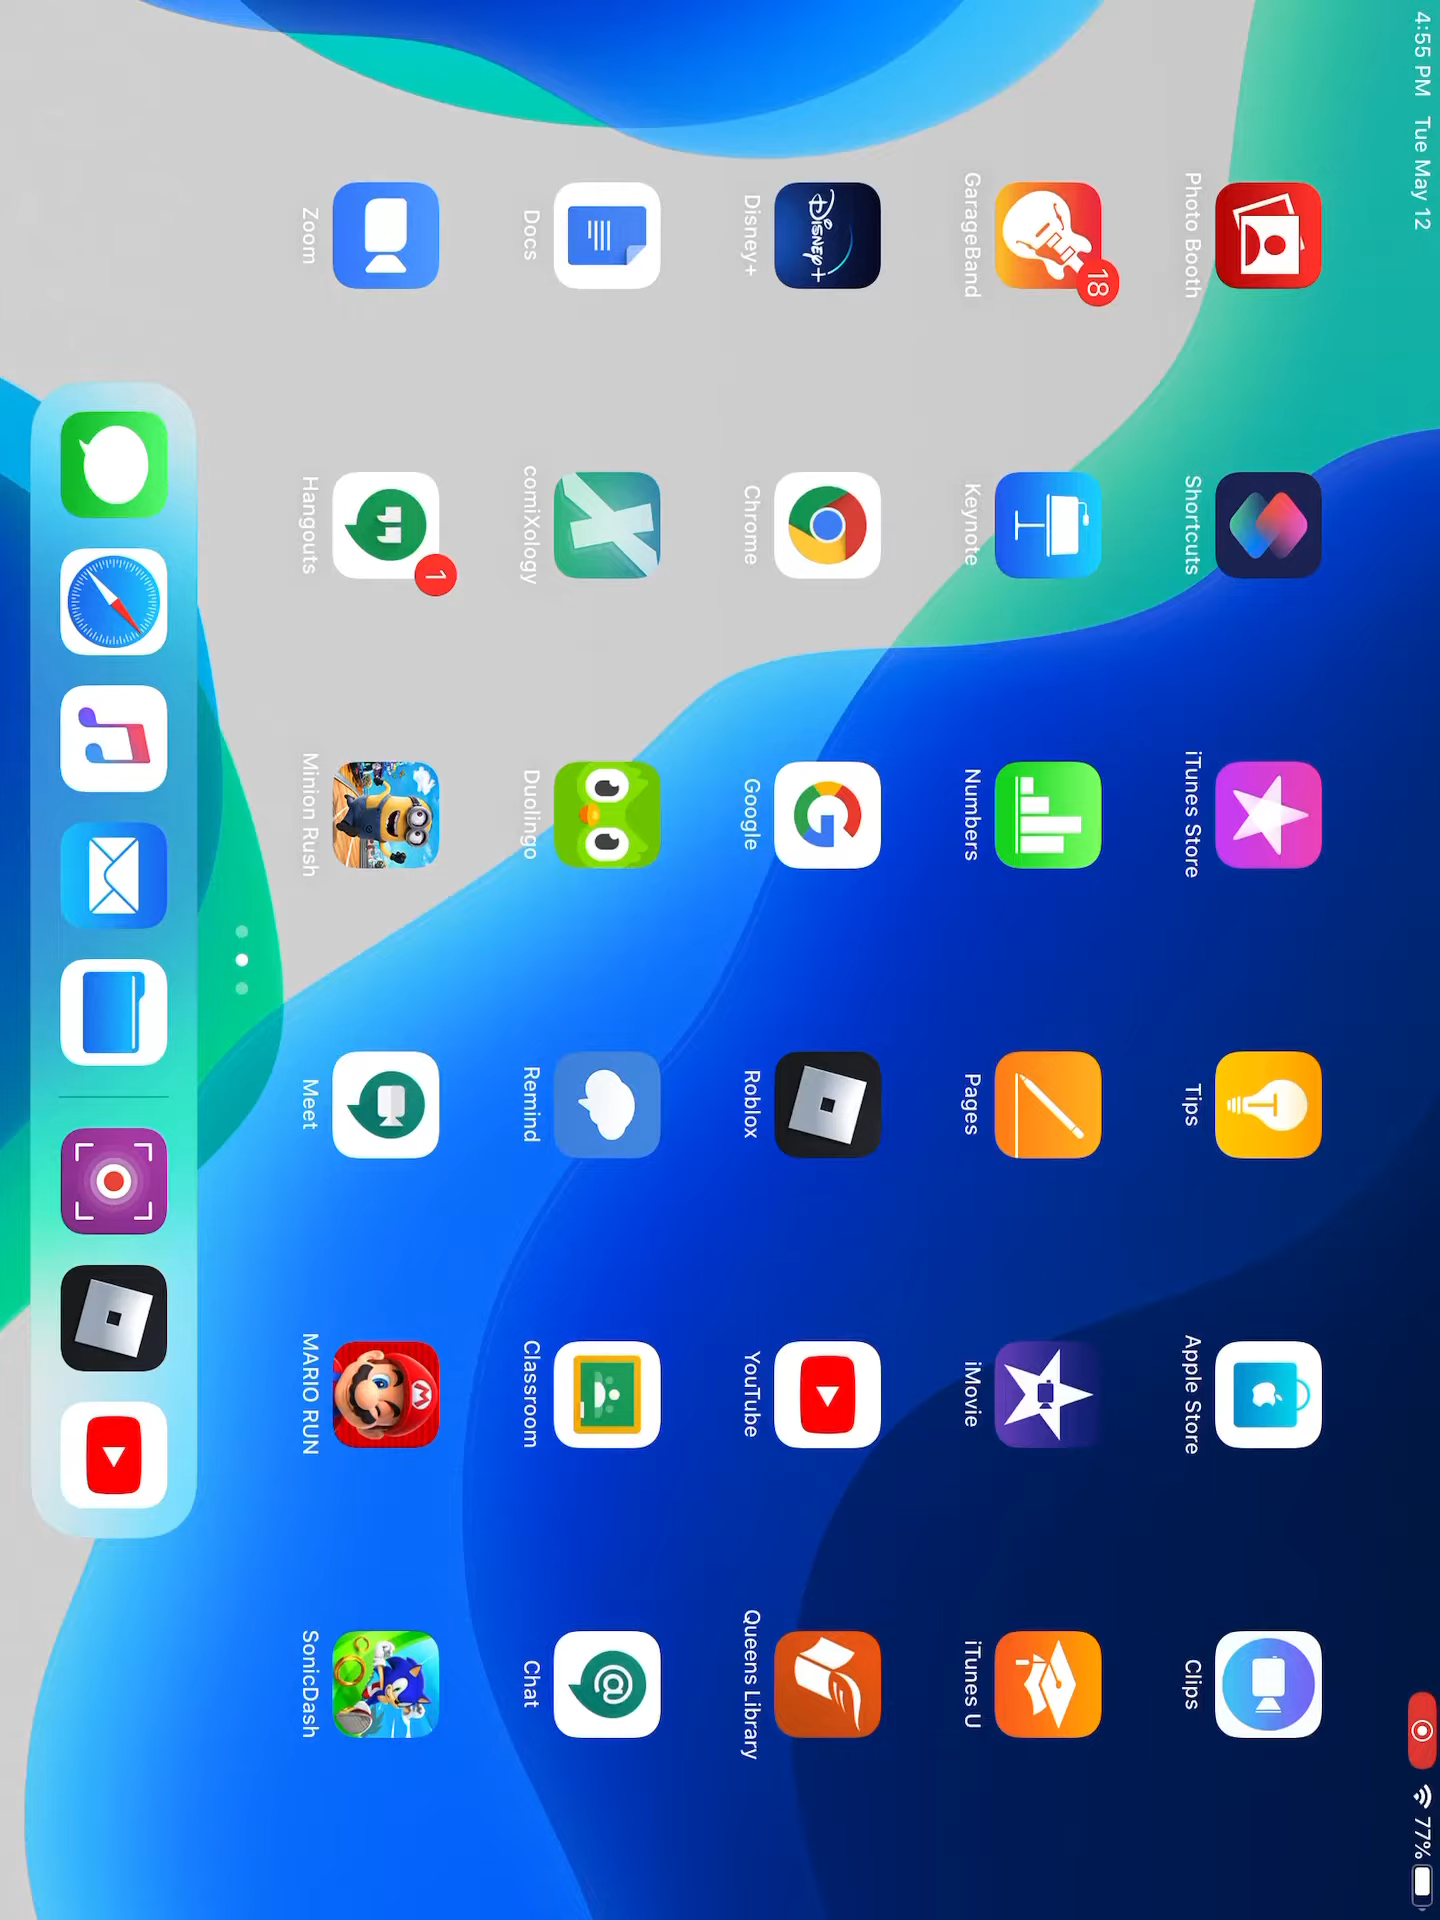 4:55 PM Tue May 12
77%
Photo Booth
Shortcuts
iTunes Store
Tips
Apple Store
Clips
18
GarageBand
Keynote
Numbers
Pages
iMovie
iTunes U
Disney+
Disney+
Chrome
Google
Roblox
YouTube
Queens Library
Docs
comiXology
Duolingo
Remind
Classroom
Chat
1
Zoom
Hangouts
Minion Rush
Meet
MARIO RUN
SonicDash